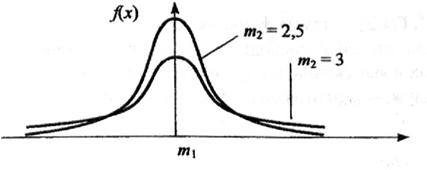 f(x)
m₂ = 2,5
m₂ = 3
m₁